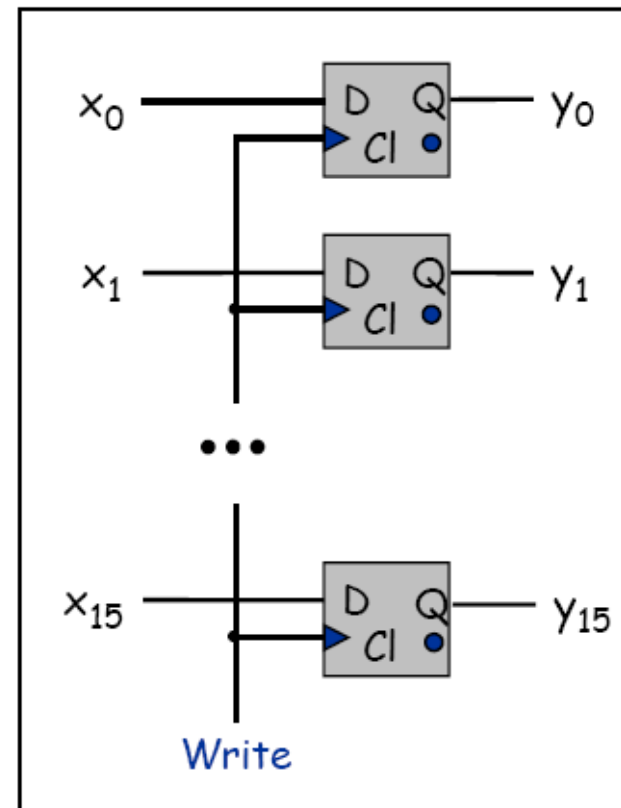 x₀ D Q y₀
Cl
x₁ D Q y₁
Cl
•••
x₁₅ D Q y₁₅
Cl
Write